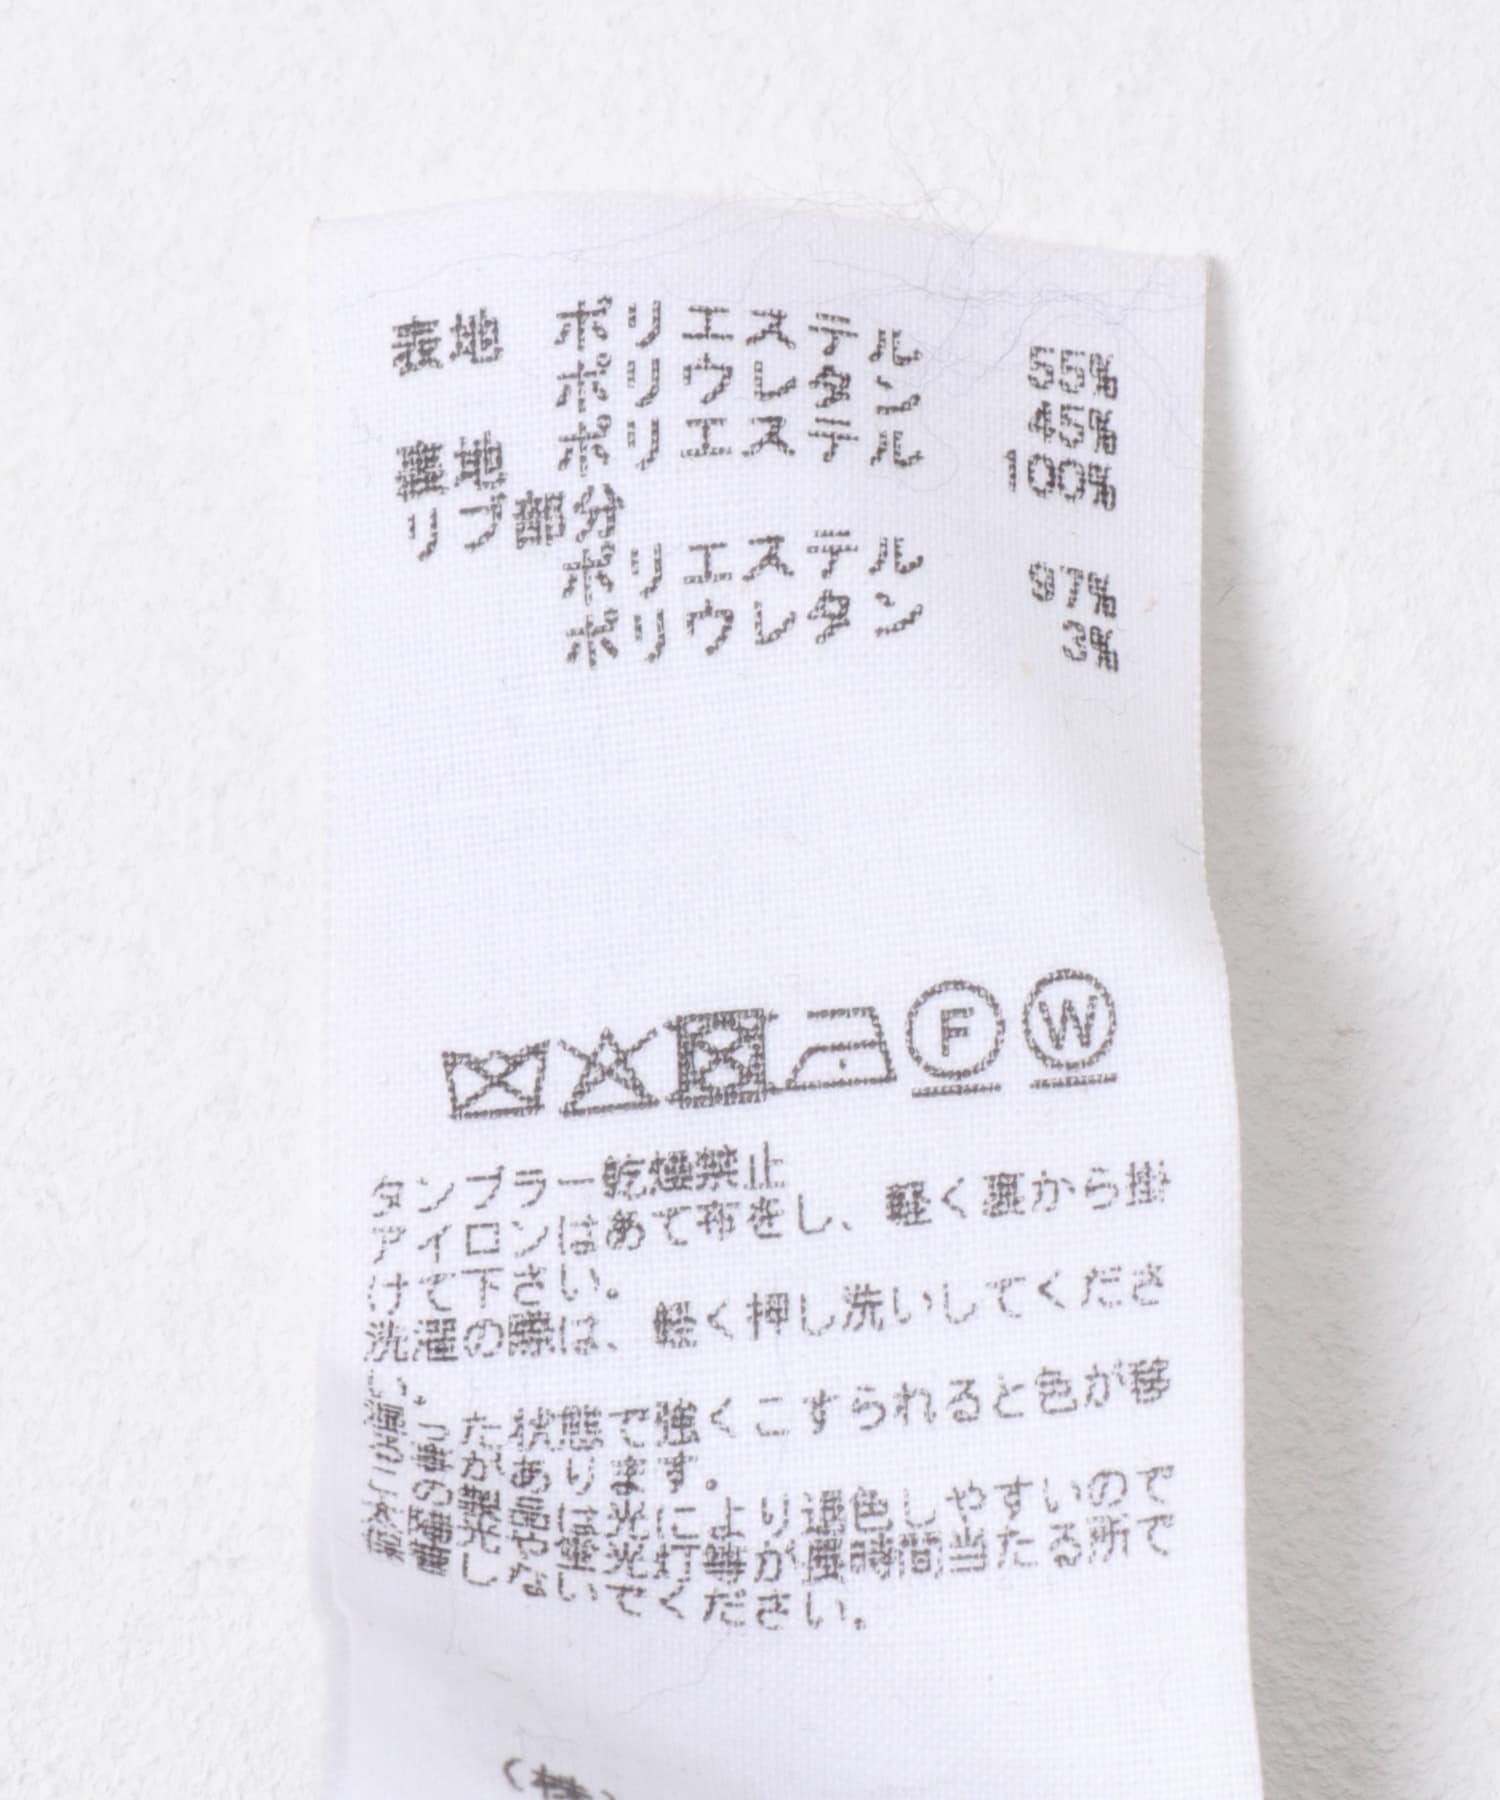 表地 ポリエステル 55%
ポリウレタン 45%
裏地 ポリエステル 100%
リブ部分
ポリエステル 97%
ポリウレタン 3%
F W
タンブラー乾燥禁止
アイロンはあて布をし、軽く裏から掛
けて下さい。
洗濯の際は、軽く押し洗いしてくださ
い.
湿った状態で強くこすられると色が移
る事があります。
この製品は光により退色しやすいので
太陽光や蛍光灯等が長時間当たる所で
保管しないでください.